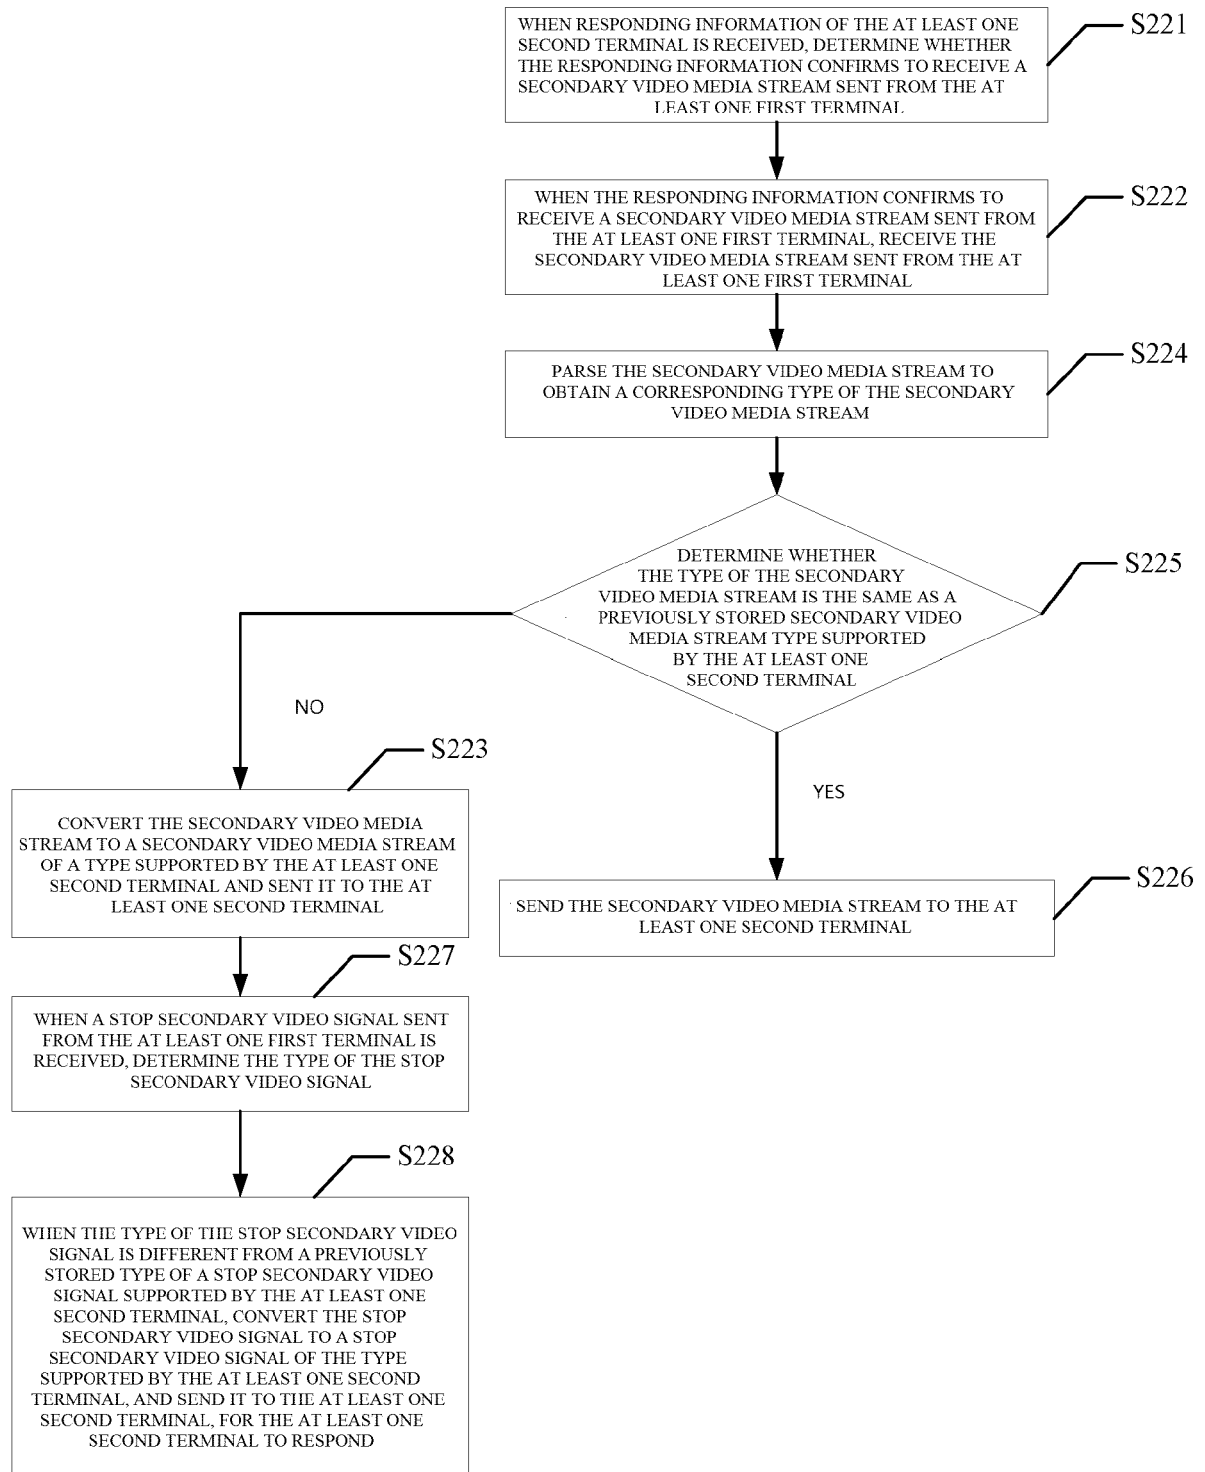 WHEN RESPONDING INFORMATION OF THE AT LEAST ONE
SECOND TERMINAL IS RECEIVED, DETERMINE WHETHER
THE RESPONDING INFORMATION CONFIRMS TO RECEIVE A
SECONDARY VIDEO MEDIA STREAM SENT FROM THE AT
LEAST ONE FIRST TERMINAL
S221
WHEN THE RESPONDING INFORMATION CONFIRMS TO
RECEIVE A SECONDARY VIDEO MEDIA STREAM SENT FROM
THE AT LEAST ONE FIRST TERMINAL, RECEIVE THE
SECONDARY VIDEO MEDIA STREAM SENT FROM THE AT
LEAST ONE FIRST TERMINAL
S222
PARSE THE SECONDARY VIDEO MEDIA STREAM TO
OBTAIN A CORRESPONDING TYPE OF THE SECONDARY
VIDEO MEDIA STREAM
S224
DETERMINE WHETHER
THE TYPE OF THE SECONDARY
VIDEO MEDIA STREAM IS THE SAME AS A
PREVIOUSLY STORED SECONDARY VIDEO
MEDIA STREAM TYPE SUPPORTED
BY THE AT LEAST ONE
SECOND TERMINAL
S225
NO
YES
S223
CONVERT THE SECONDARY VIDEO MEDIA
STREAM TO A SECONDARY VIDEO MEDIA STREAM
OF A TYPE SUPPORTED BY THE AT LEAST ONE
SECOND TERMINAL AND SENT IT TO THE AT
LEAST ONE SECOND TERMINAL
S226
SEND THE SECONDARY VIDEO MEDIA STREAM TO THE AT
LEAST ONE SECOND TERMINAL
S227
WHEN A STOP SECONDARY VIDEO SIGNAL SENT
FROM THE AT LEAST ONE FIRST TERMINAL IS
RECEIVED, DETERMINE THE TYPE OF THE STOP
SECONDARY VIDEO SIGNAL
S228
WHEN THE TYPE OF THE STOP SECONDARY VIDEO
SIGNAL IS DIFFERENT FROM A PREVIOUSLY
STORED TYPE OF A STOP SECONDARY VIDEO
SIGNAL SUPPORTED BY THE AT LEAST ONE
SECOND TERMINAL, CONVERT THE STOP
SECONDARY VIDEO SIGNAL TO A STOP
SECONDARY VIDEO SIGNAL OF THE TYPE
SUPPORTED BY THE AT LEAST ONE SECOND
TERMINAL, AND SEND IT TO THE AT LEAST ONE
SECOND TERMINAL, FOR THE AT LEAST ONE
SECOND TERMINAL TO RESPOND